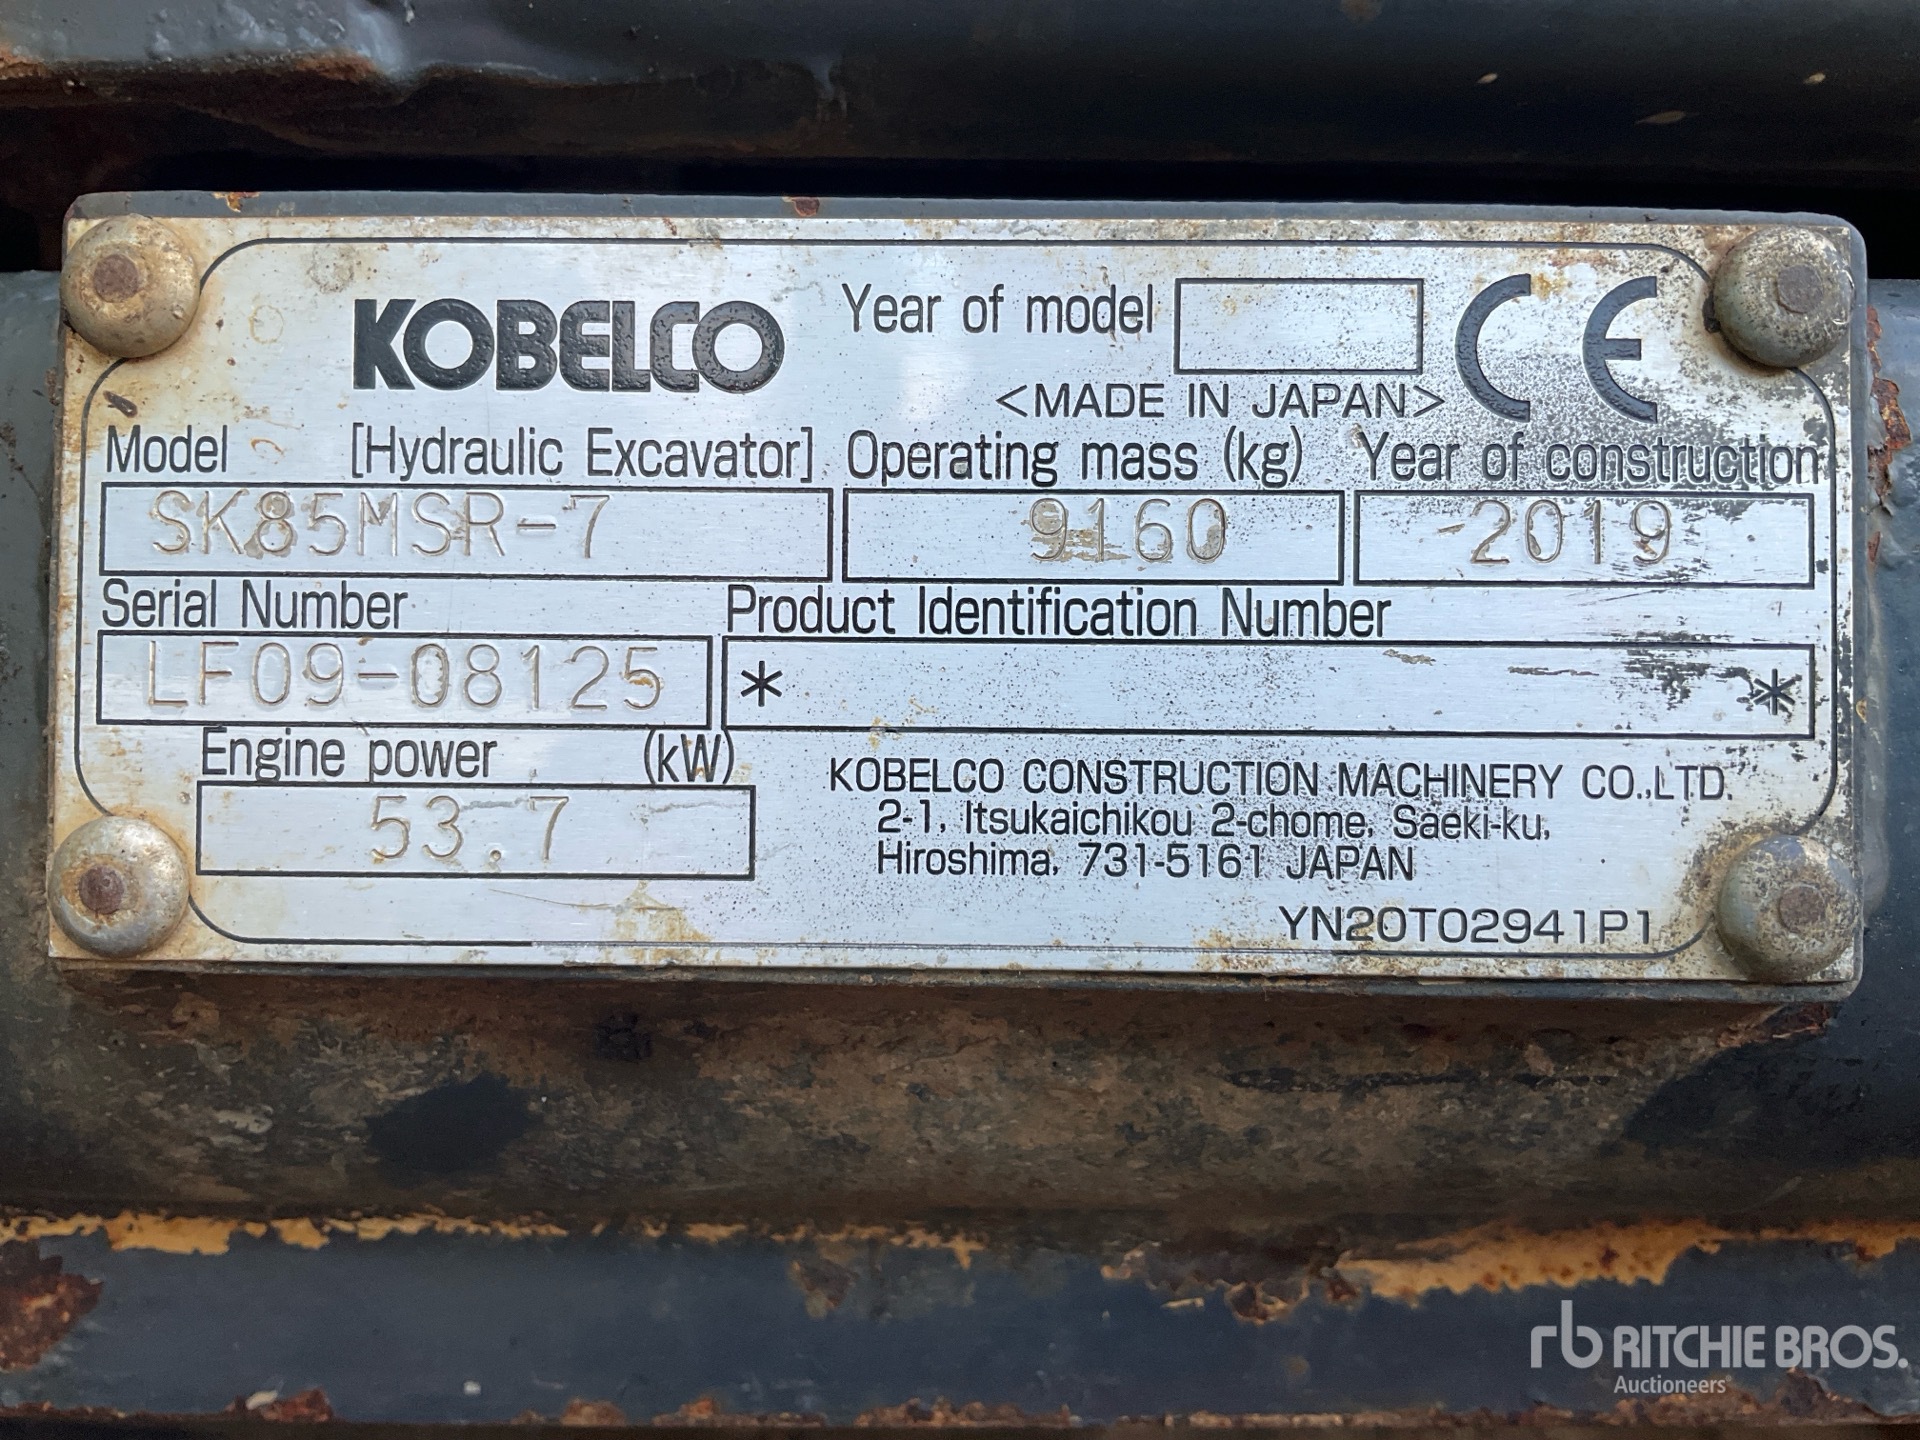 KOBELCO
Year of model
CE
<MADE IN JAPAN>
Model [Hydraulic Excavator] Operating mass (kg) Year of construction
SK85MSR-7 9160 2019
Serial Number Product Identification Number
LF09-08125 * *
Engine power (kW)
53.7
KOBELCO CONSTRUCTION MACHINERY CO.,LTD.
2-1, Itsukaichikou 2-chome, Saeki-ku,
Hiroshima, 731-5161 JAPAN
YN20T02941P1
rb RITCHIE BROS.
Auctioneers